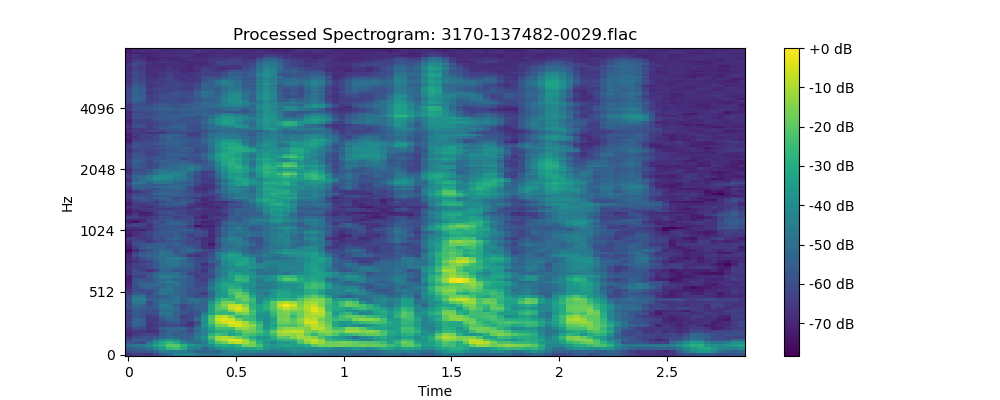 Processed Spectrogram: 3170-137482-0029.flac
+0 dB
-10 dB
-20 dB
-30 dB
-40 dB
-50 dB
-60 dB
-70 dB
4096
2048
1024
512
0
Hz
0
0.5
1
1.5
2
2.5
Time